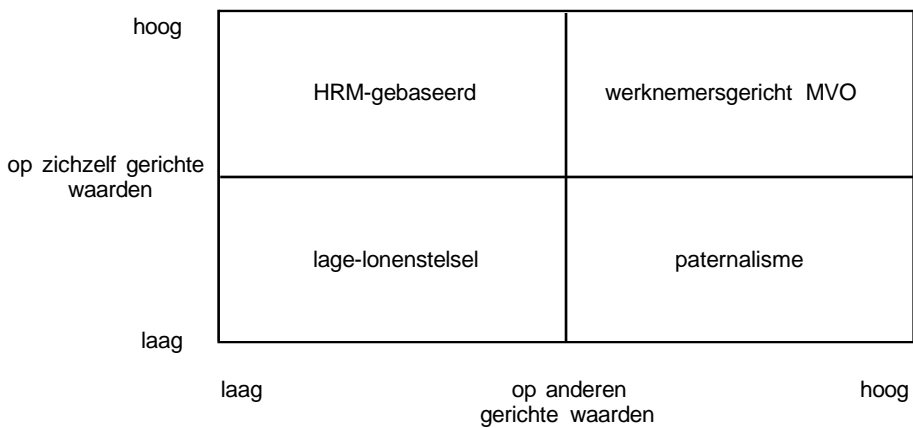 hoog
HRM-gebaseerd
werknemersgericht MVO
op zichzelf gerichte
waarden
lage-lonenstelsel
paternalisme
laag
laag
op anderen
gerichte waarden
hoog